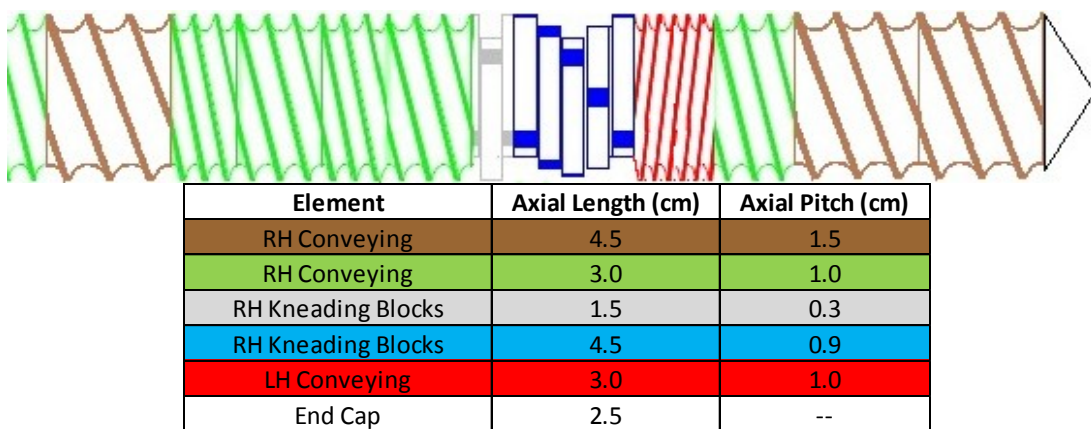 Element Axial Length (cm) Axial Pitch (cm)
RH Conveying 4.5 1.5
RH Conveying 3.0 1.0
RH Kneading Blocks 1.5 0.3
RH Kneading Blocks 4.5 0.9
LH Conveying 3.0 1.0
End Cap 2.5 --